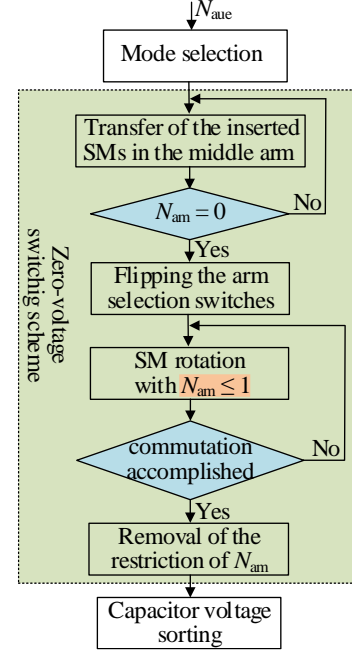 N_aue
Mode selection
Transfer of the inserted
SMs in the middle arm
N_am = 0
No
Yes
Flipping the arm
selection switches
SM rotation
with N_am ≤ 1
commutation
accomplished
No
Yes
Removal of the
restriction of N_am
Capacitor voltage
sorting
Zero-voltage
switchig scheme